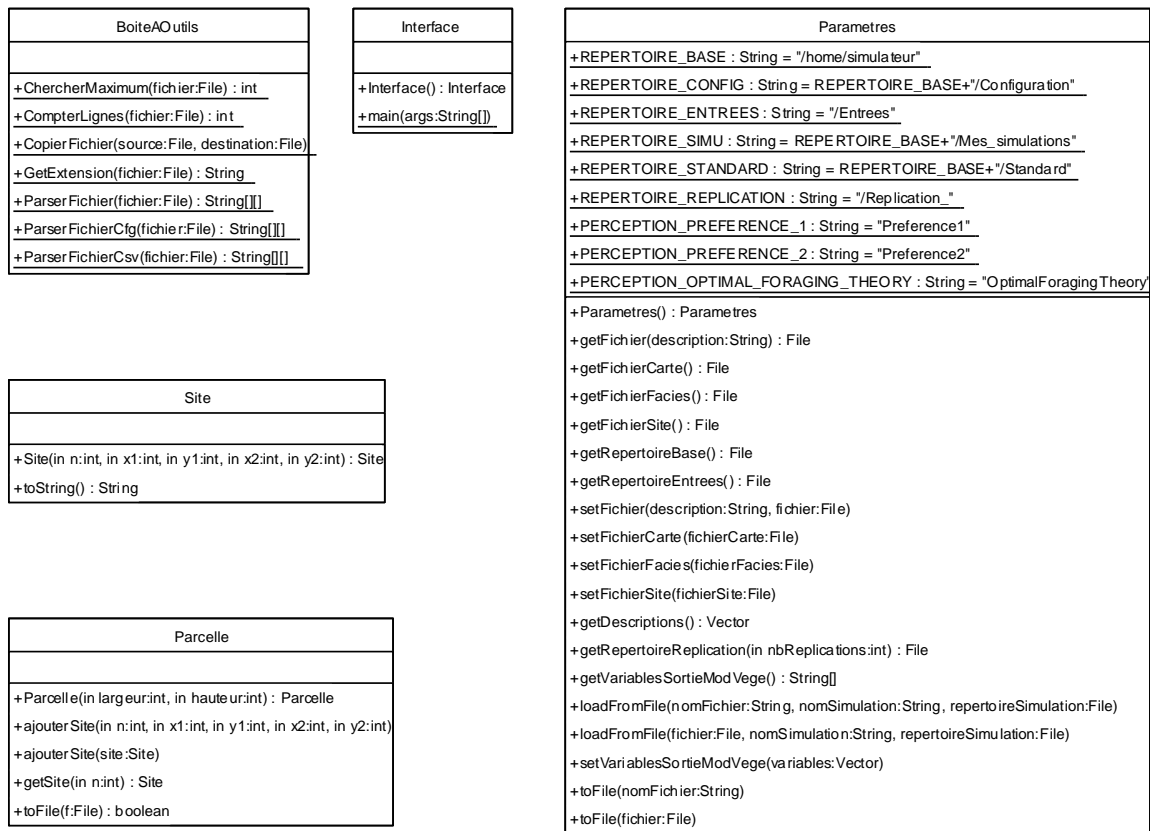 BoiteAOutils
+ChercherMaximum(fichier:File) : int
+CompterLignes(fichier:File) : int
+CopierFichier(source:File, destination:File)
+GetExtension(fichier:File) : String
+ParserFichier(fichier:File) : String[][]
+ParserFichierCfg(fichier:File) : String[][]
+ParserFichierCsv(fichier:File) : String[][]
Interface
+Interface() : Interface
+main(args:String[])
Site
+Site(in n:int, in x1:int, in y1:int, in x2:int, in y2:int) : Site
+toString() : String
Parcelle
+Parcelle(in largeur:int, in hauteur:int) : Parcelle
+ajouterSite(in n:int, in x1:int, in y1:int, in x2:int, in y2:int)
+ajouterSite(site:Site)
+getSite(in n:int) : Site
+toFile(f:File) : boolean
Parametres
+REPERTOIRE_BASE : String = "/home/simulateur"
+REPERTOIRE_CONFIG : String = REPERTOIRE_BASE+"/Configuration"
+REPERTOIRE_ENTREES : String = "/Entrees"
+REPERTOIRE_SIMU : String = REPERTOIRE_BASE+"/Mes_simulations"
+REPERTOIRE_STANDARD : String = REPERTOIRE_BASE+"/Standard"
+REPERTOIRE_REPLICATION : String = "/Replication_"
+PERCEPTION_PREFERENCE_1 : String = "Preference1"
+PERCEPTION_PREFERENCE_2 : String = "Preference2"
+PERCEPTION_OPTIMAL_FORAGING_THEORY : String = "OptimalForagingTheory"
+Parametres() : Parametres
+getFichier(description:String) : File
+getFichierCarte() : File
+getFichierFacies() : File
+getFichierSite() : File
+getRepertoireBase() : File
+getRepertoireEntrees() : File
+setFichier(description:String, fichier:File)
+setFichierCarte(fichierCarte:File)
+setFichierFacies(fichierFacies:File)
+setFichierSite(fichierSite:File)
+getDescriptions() : Vector
+getRepertoireReplication(in nbReplications:int) : File
+getVariablesSortieModVege() : String[]
+loadFromFile(nomFichier:String, nomSimulation:String, repertoireSimulation:File)
+loadFromFile(fichier:File, nomSimulation:String, repertoireSimulation:File)
+setVariablesSortieModVege(variables:Vector)
+toFile(nomFichier:String)
+toFile(fichier:File)